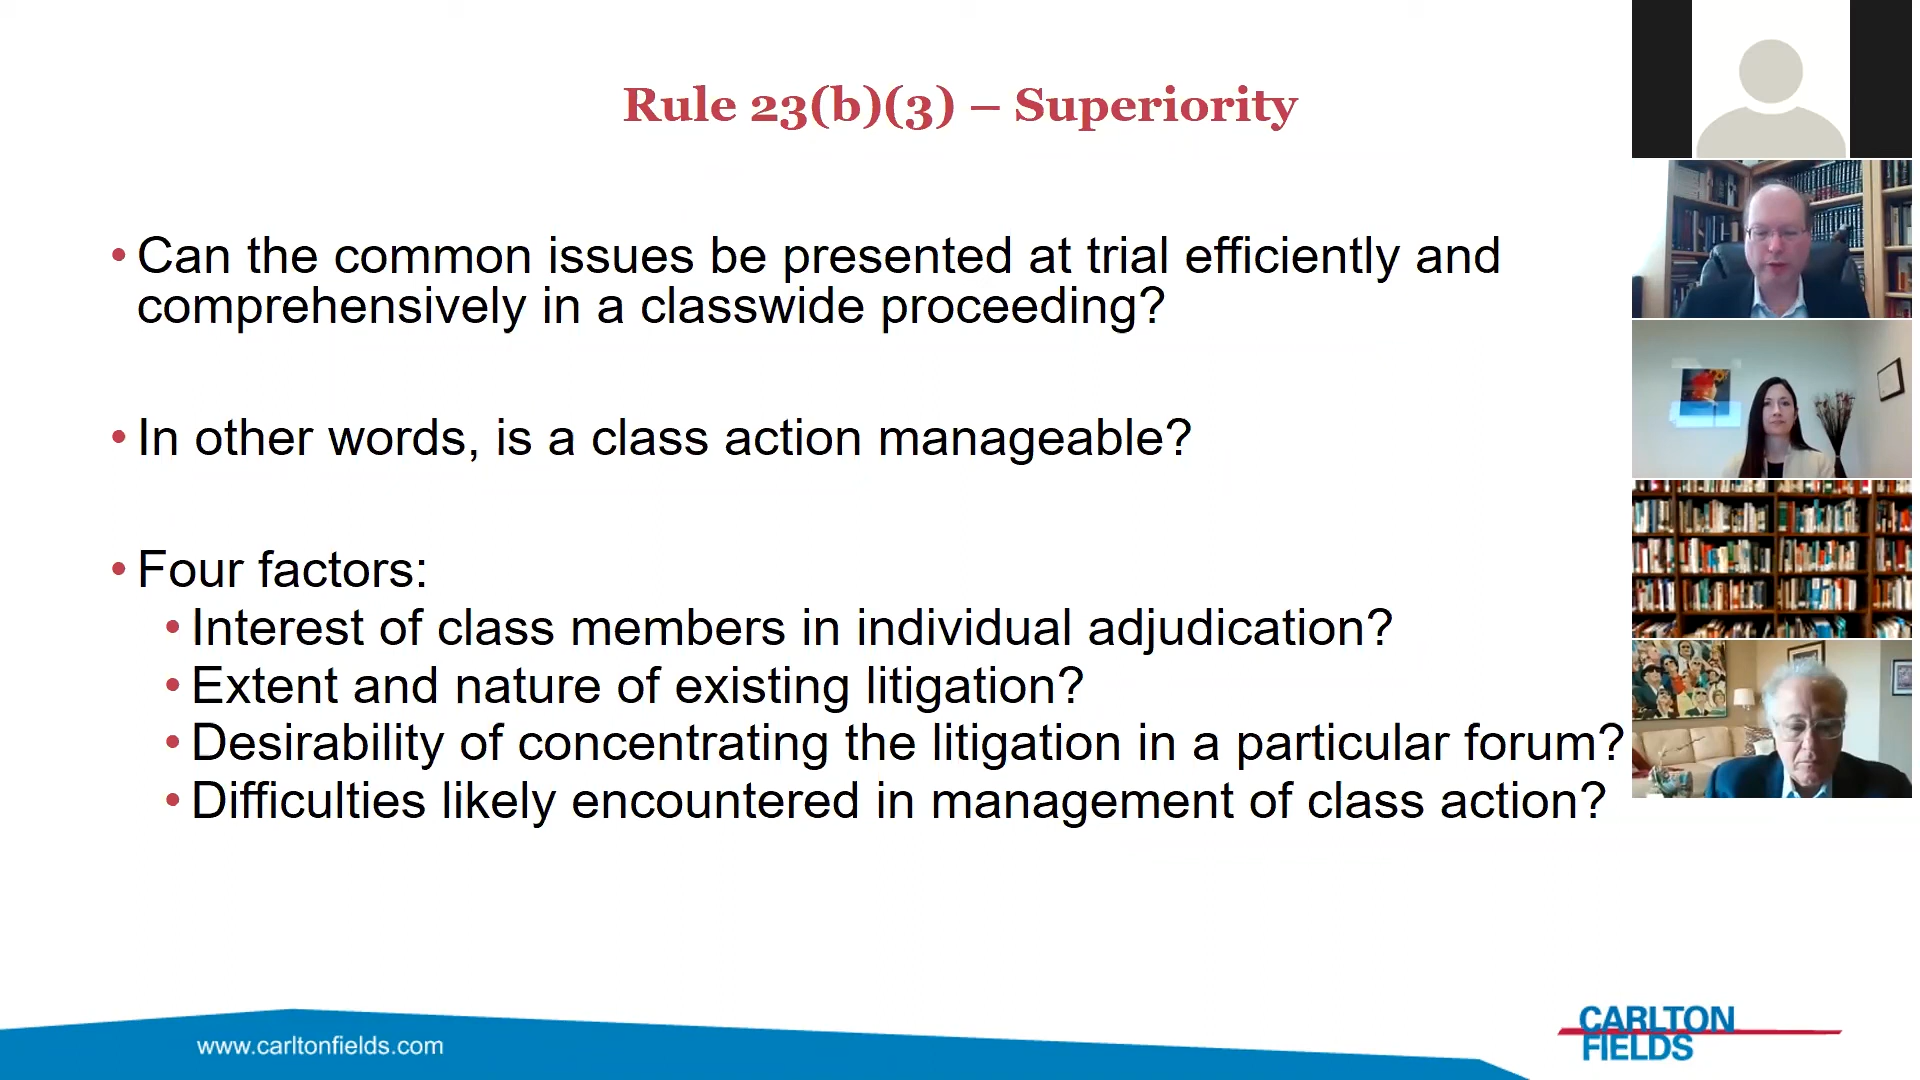 Rule 23(b)(3) – Superiority
• Can the common issues be presented at trial efficiently and
comprehensively in a classwide proceeding?
• In other words, is a class action manageable?
• Four factors:
• Interest of class members in individual adjudication?
• Extent and nature of existing litigation?
• Desirability of concentrating the litigation in a particular forum?
• Difficulties likely encountered in management of class action?
www.carltonfields.com
CARLTON
FIELDS